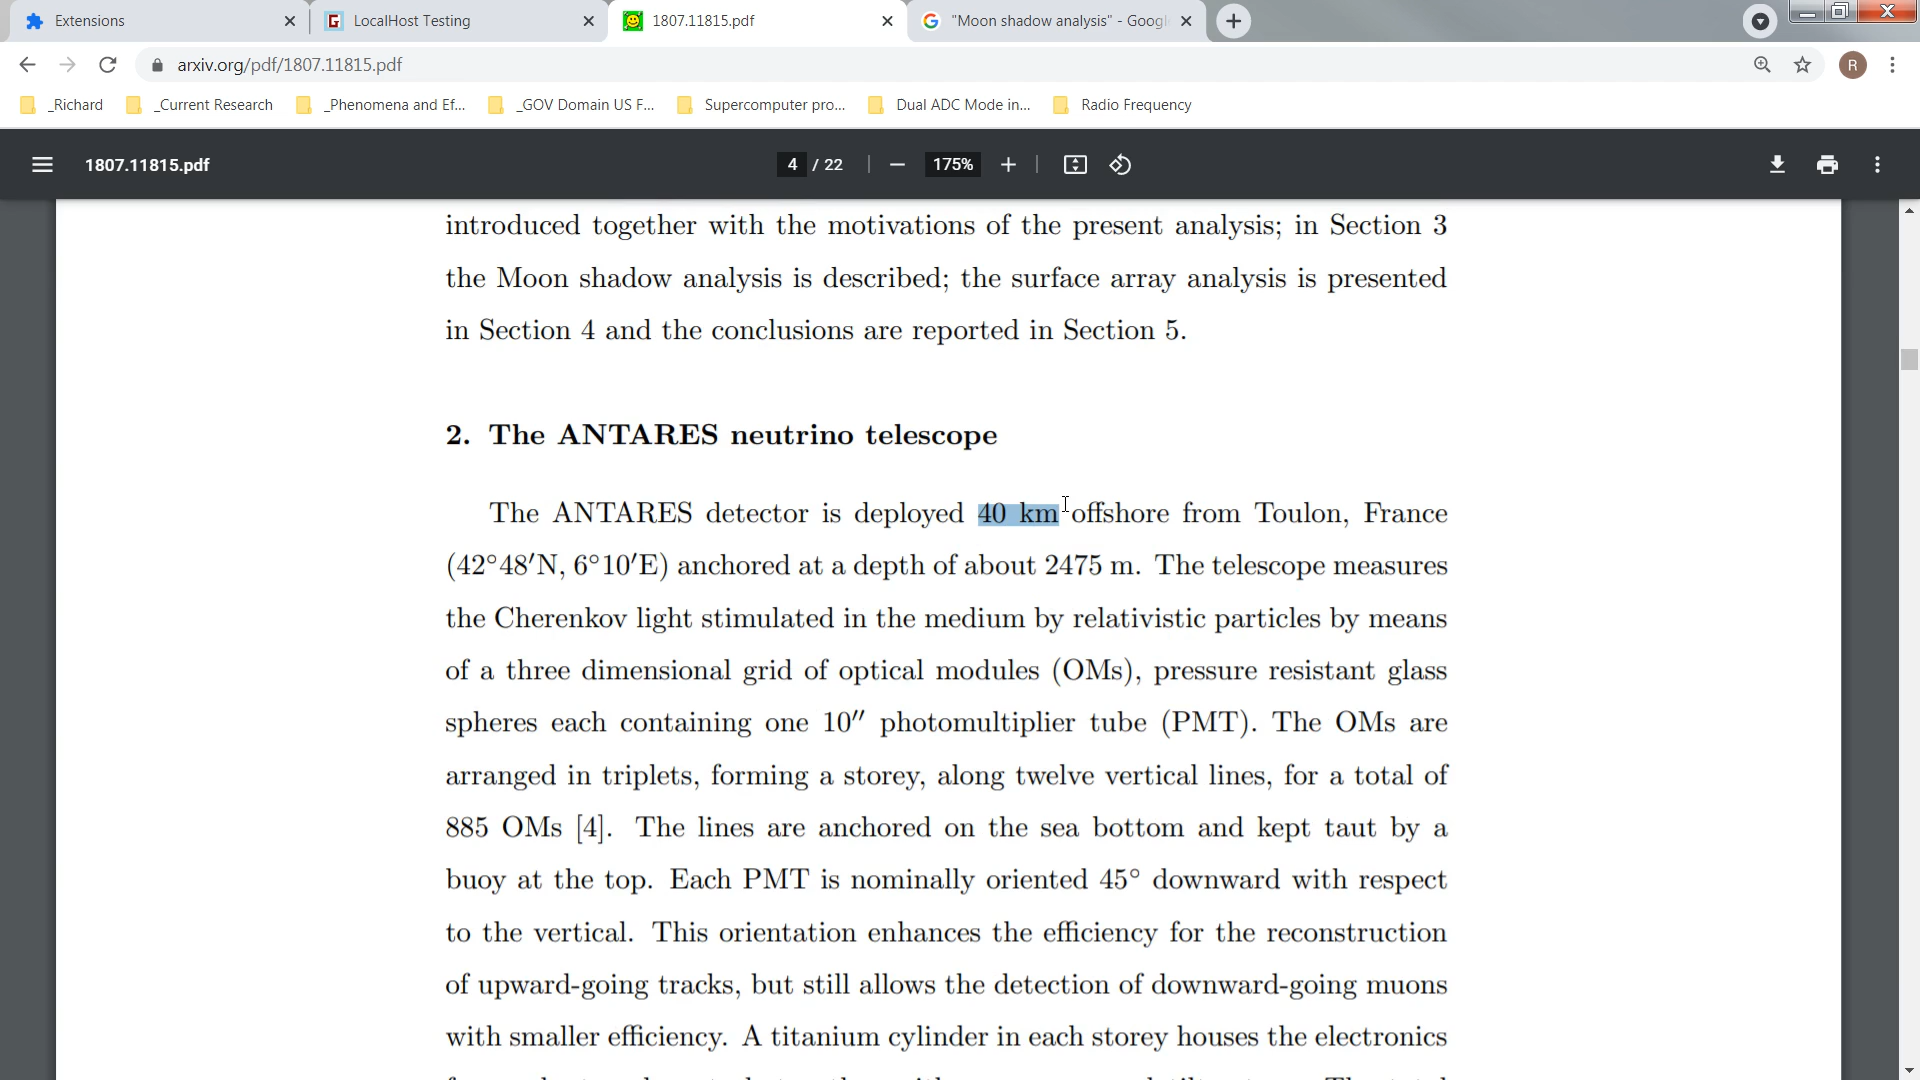 Extensions
LocalHost Testing
1807.11815.pdf
"Moon shadow analysis" - Googl
arxiv.org/pdf/1807.11815.pdf
R
_Richard
_Current Research
_Phenomena and Ef...
_GOV Domain US F...
Supercomputer pro...
Dual ADC Mode in...
Radio Frequency
1807.11815.pdf
4 / 22
175%
introduced together with the motivations of the present analysis; in Section 3
the Moon shadow analysis is described; the surface array analysis is presented
in Section 4 and the conclusions are reported in Section 5.
2. The ANTARES neutrino telescope
The ANTARES detector is deployed 40 km offshore from Toulon, France
(42°48′N, 6°10′E) anchored at a depth of about 2475 m. The telescope measures
the Cherenkov light stimulated in the medium by relativistic particles by means
of a three dimensional grid of optical modules (OMs), pressure resistant glass
spheres each containing one 10″ photomultiplier tube (PMT). The OMs are
arranged in triplets, forming a storey, along twelve vertical lines, for a total of
885 OMs [4]. The lines are anchored on the sea bottom and kept taut by a
buoy at the top. Each PMT is nominally oriented 45° downward with respect
to the vertical. This orientation enhances the efficiency for the reconstruction
of upward-going tracks, but still allows the detection of downward-going muons
with smaller efficiency. A titanium cylinder in each storey houses the electronics